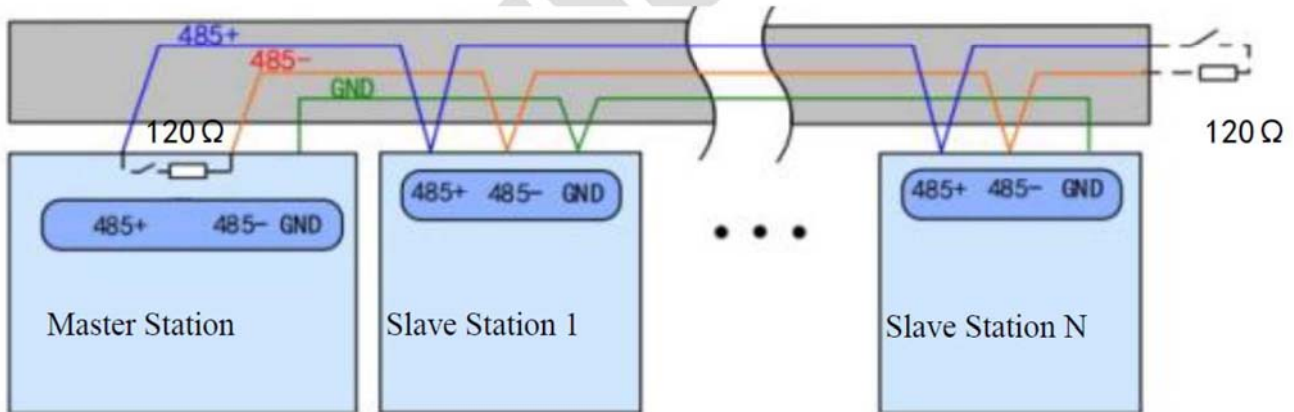 485+
485-
GND
120Ω
120Ω
485+ 485- GND
485+ 485- GND
485+ 485- GND
Master Station
Slave Station 1
Slave Station N